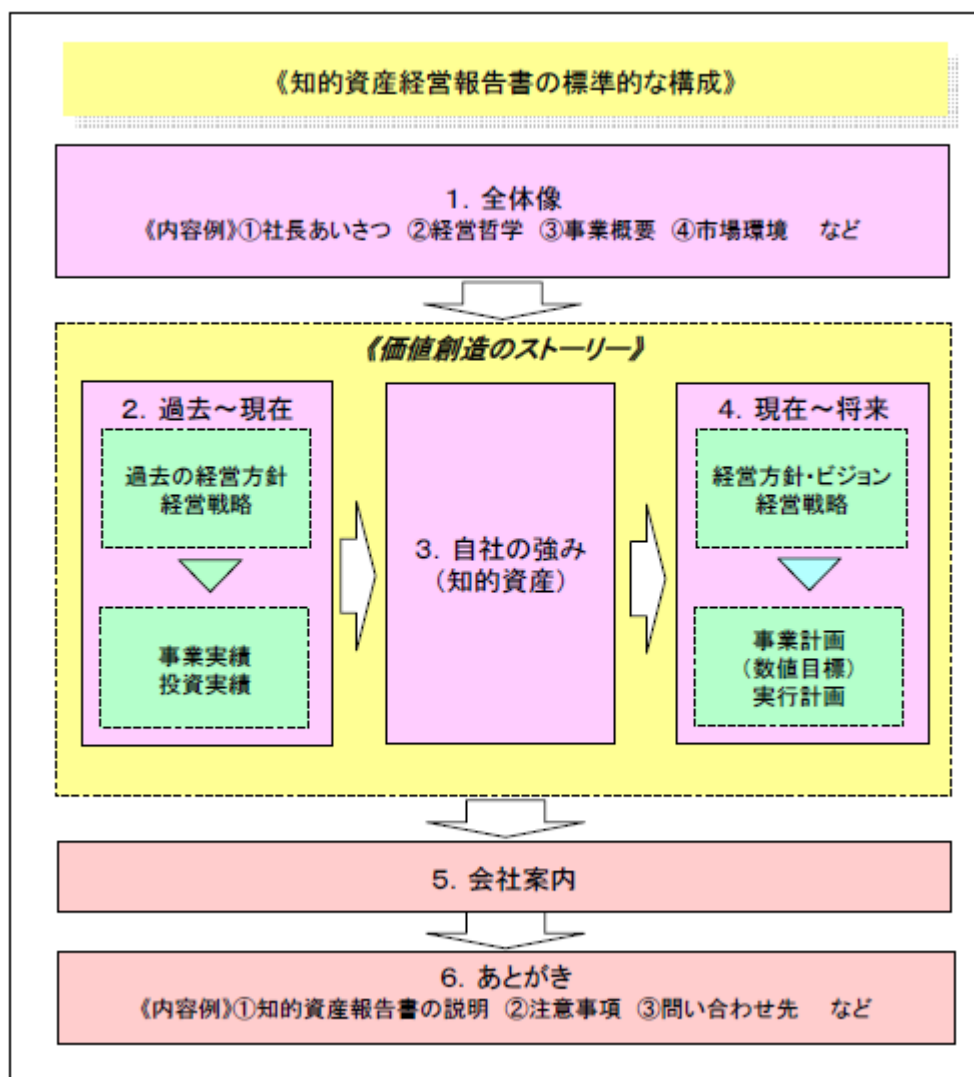 《知的資産経営報告書の標準的な構成》
1．全体像
《内容例》①社長あいさつ ②経営哲学 ③事業概要 ④市場環境 など
《価値創造のストーリー》
2．過去～現在
過去の経営方針
経営戦略
事業実績
投資実績
3．自社の強み
（知的資産）
4．現在～将来
経営方針・ビジョン
経営戦略
事業計画
（数値目標）
実行計画
5．会社案内
6．あとがき
《内容例》①知的資産報告書の説明 ②注意事項 ③問い合わせ先 など